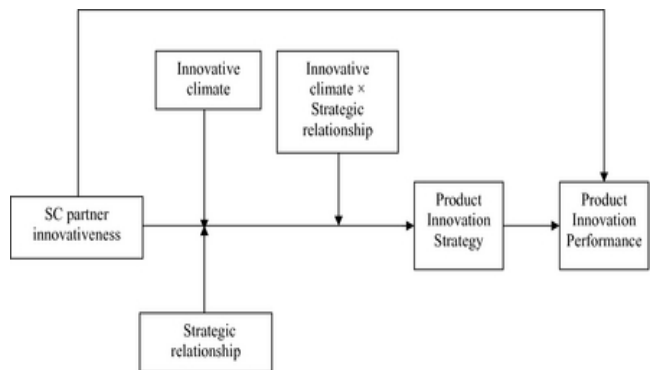 Innovative
climate
Innovative
climate ×
Strategic
relationship
SC partner
innovativeness
Product
Innovation
Strategy
Product
Innovation
Performance
Strategic
relationship